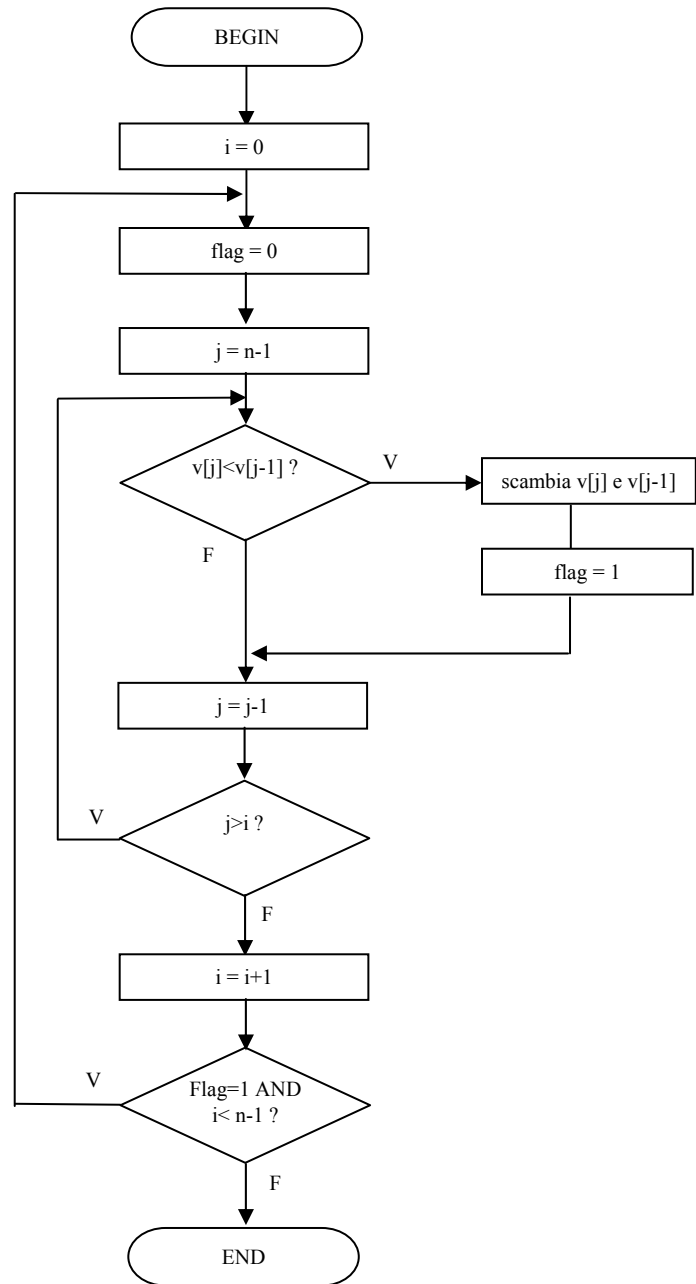 BEGIN
i = 0
flag = 0
j = n-1
v[j]<v[j-1] ?
V
scambia v[j] e v[j-1]
F
flag = 1
j = j-1
j>i ?
V
F
i = i+1
Flag=1 AND
i< n-1 ?
V
F
END